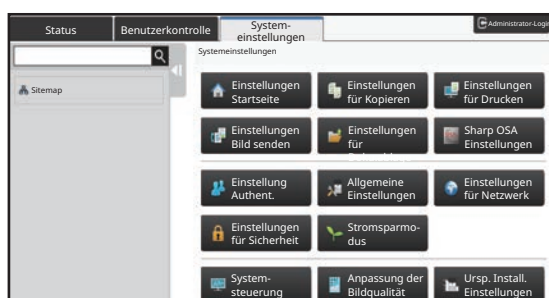 Status
Benutzerkontrolle
System-
einstellungen
Administrator-Login
Systemeinstellungen
Sitemap
Einstellungen
Startseite
Einstellungen
für Kopieren
Einstellungen
für Drucken
Einstellungen
Bild senden
Einstellungen
für
Sharp OSA
Einstellungen
Einstellung
Authent.
Allgemeine
Einstellungen
Einstellungen
für Netzwerk
Einstellungen
für Sicherheit
Stromsparmo-
dus
System-
steuerung
Anpassung der
Bildqualität
Ursp. Install.
Einstellungen